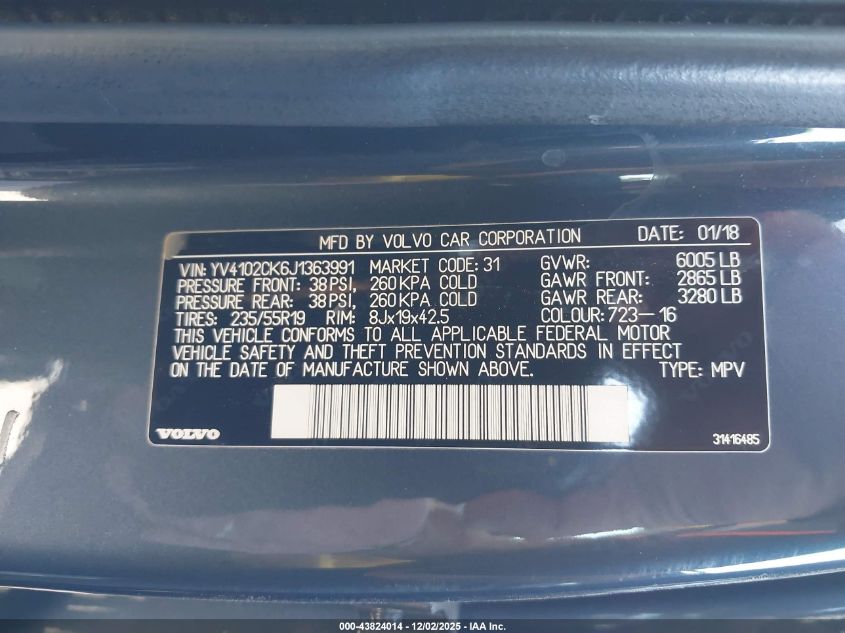 MFD BY VOLVO CAR CORPORATION DATE: 01/18
VIN: YV4102CK6J1363991 MARKET CODE: 31 GVWR: 6005 LB
PRESSURE FRONT: 38 PSI, 260 KPA COLD GAWR FRONT: 2865 LB
PRESSURE REAR: 38 PSI, 260 KPA COLD GAWR REAR: 3280 LB
TIRES: 235/55R19 RIM: 8Jx19x42.5 COLOUR: 723-16
THIS VEHICLE CONFORMS TO ALL APPLICABLE FEDERAL MOTOR
VEHICLE SAFETY AND THEFT PREVENTION STANDARDS IN EFFECT
ON THE DATE OF MANUFACTURE SHOWN ABOVE. TYPE: MPV
VOLVO 31416485
000-43824014 - 12/02/2025 - IAA Inc.